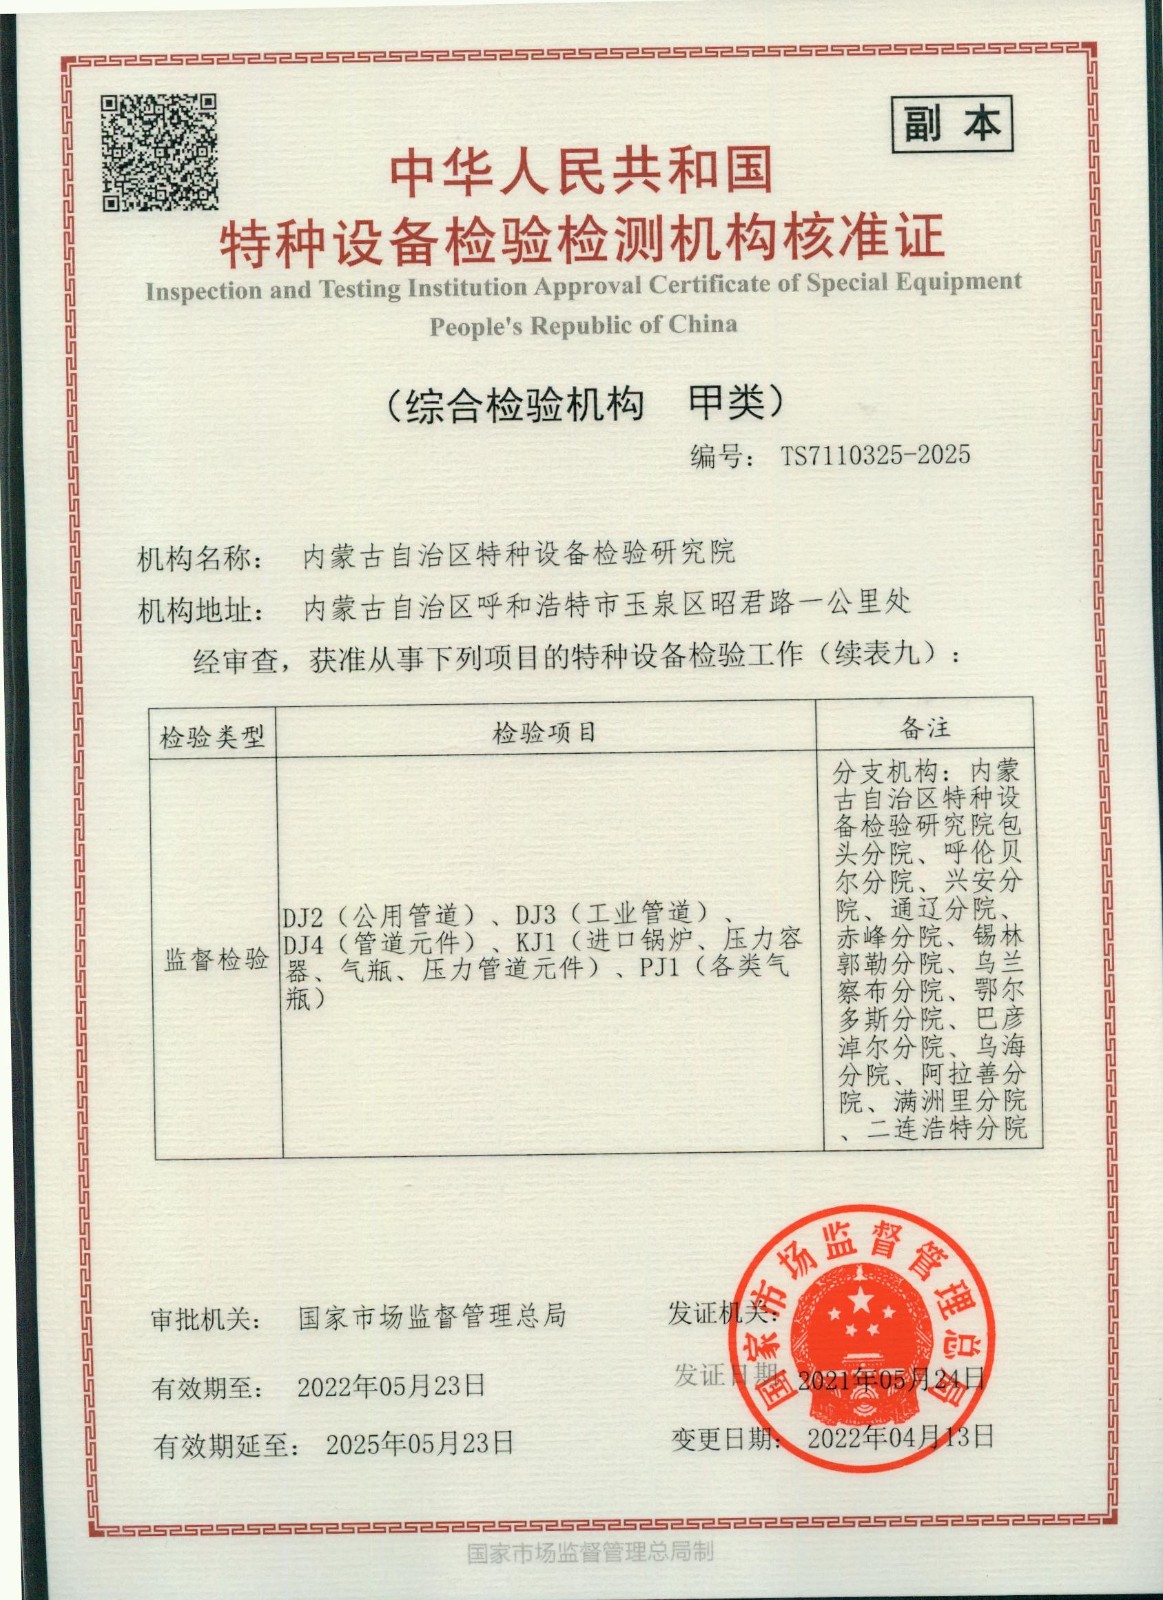 副 本
中华人民共和国
特种设备检验检测机构核准证
Inspection and Testing Institution Approval Certificate of Special Equipment
People's Republic of China
（综合检验机构 甲类）
编号： TS7110325-2025
机构名称： 内蒙古自治区特种设备检验研究院
机构地址： 内蒙古自治区呼和浩特市玉泉区昭君路一公里处
经审查，获准从事下列项目的特种设备检验工作（续表九）：
检验类型 检验项目 备注
监督检验
DJ2（公用管道）、DJ3（工业管道）、
DJ4（管道元件）、KJ1（进口锅炉、压力容
器、气瓶、压力管道元件）、PJ1（各类气
瓶）
分支机构：内蒙
古自治区特种设
备检验研究院包
头分院、呼伦贝
尔分院、兴安分
院、通辽分院、
赤峰分院、锡林
郭勒分院、乌兰
察布分院、鄂尔
多斯分院、巴彦
淖尔分院、乌海
分院、阿拉善分
院、满洲里分院
、二连浩特分院
审批机关： 国家市场监督管理总局
发证机关：
国家市场监督管理总局
有效期至： 2022年05月23日
发证日期： 2021年05月24日
有效期延至： 2025年05月23日
变更日期： 2022年04月13日
国家市场监督管理总局制